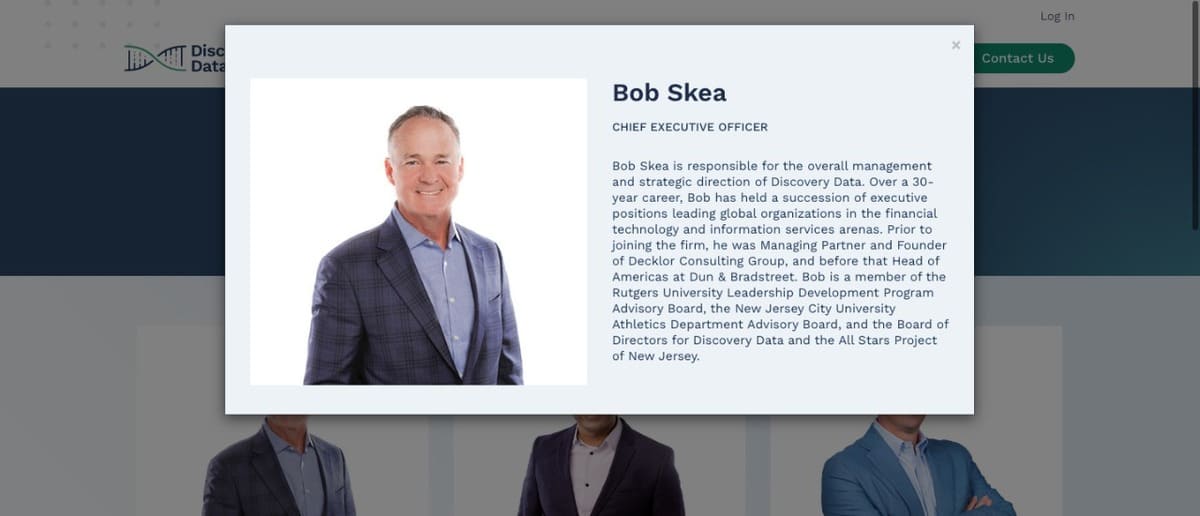 Log In
Disc
Data
×
Contact Us
Bob Skea
CHIEF EXECUTIVE OFFICER
Bob Skea is responsible for the overall management
and strategic direction of Discovery Data. Over a 30-
year career, Bob has held a succession of executive
positions leading global organizations in the financial
technology and information services arenas. Prior to
joining the firm, he was Managing Partner and Founder
of Decklor Consulting Group, and before that Head of
Americas at Dun & Bradstreet. Bob is a member of the
Rutgers University Leadership Development Program
Advisory Board, the New Jersey City University
Athletics Department Advisory Board, and the Board of
Directors for Discovery Data and the All Stars Project
of New Jersey.